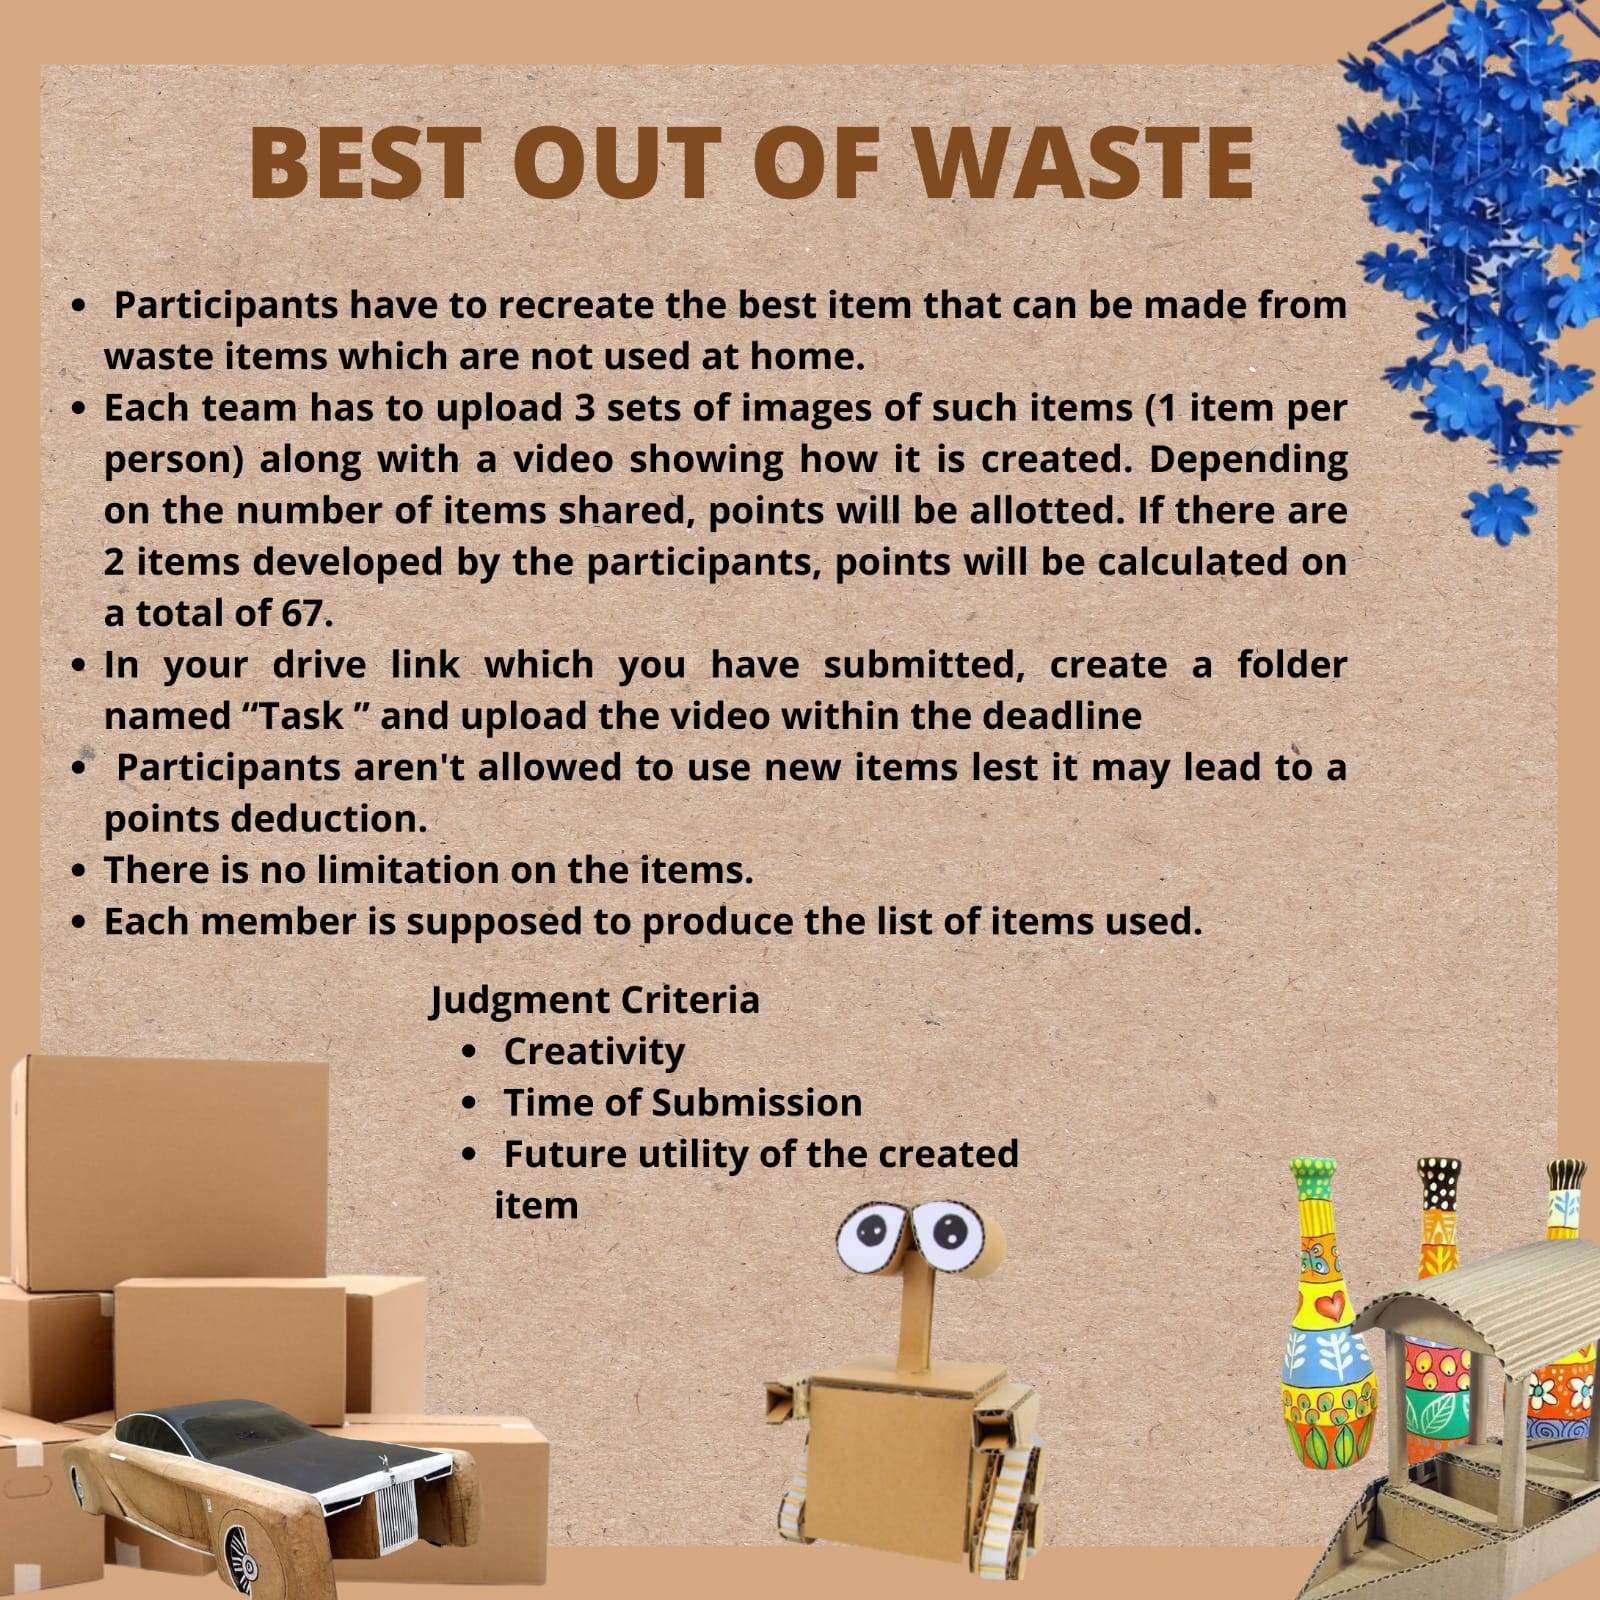 BEST OUT OF WASTE
• Participants have to recreate the best item that can be made from
waste items which are not used at home.
• Each team has to upload 3 sets of images of such items (1 item per
person) along with a video showing how it is created. Depending
on the number of items shared, points will be allotted. If there are
2 items developed by the participants, points will be calculated on
a total of 67.
• In your drive link which you have submitted, create a folder
named “Task ” and upload the video within the deadline
• Participants aren't allowed to use new items lest it may lead to a
points deduction.
• There is no limitation on the items.
• Each member is supposed to produce the list of items used.
Judgment Criteria
• Creativity
• Time of Submission
• Future utility of the created
item